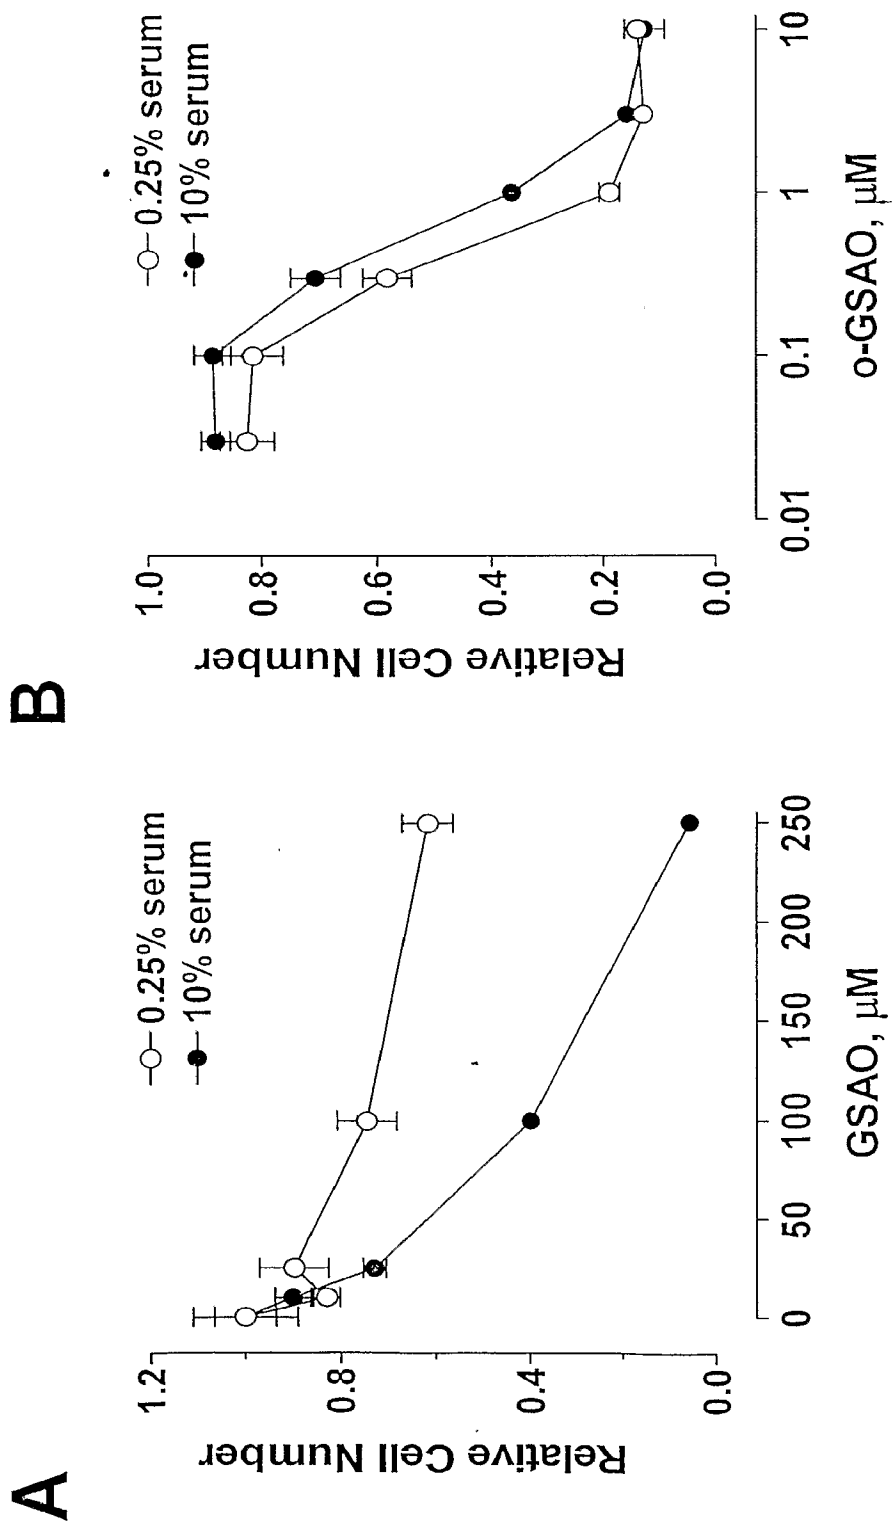 A
0.25% serum
10% serum
1.2
0.8
0.4
0.0
Relative Cell Number
0
50
100
150
200
250
GSAO, µM
B
0.25% serum
10% serum
1.0
0.8
0.6
0.4
0.2
0.0
Relative Cell Number
0.01
0.1
1
10
o-GSAO, µM